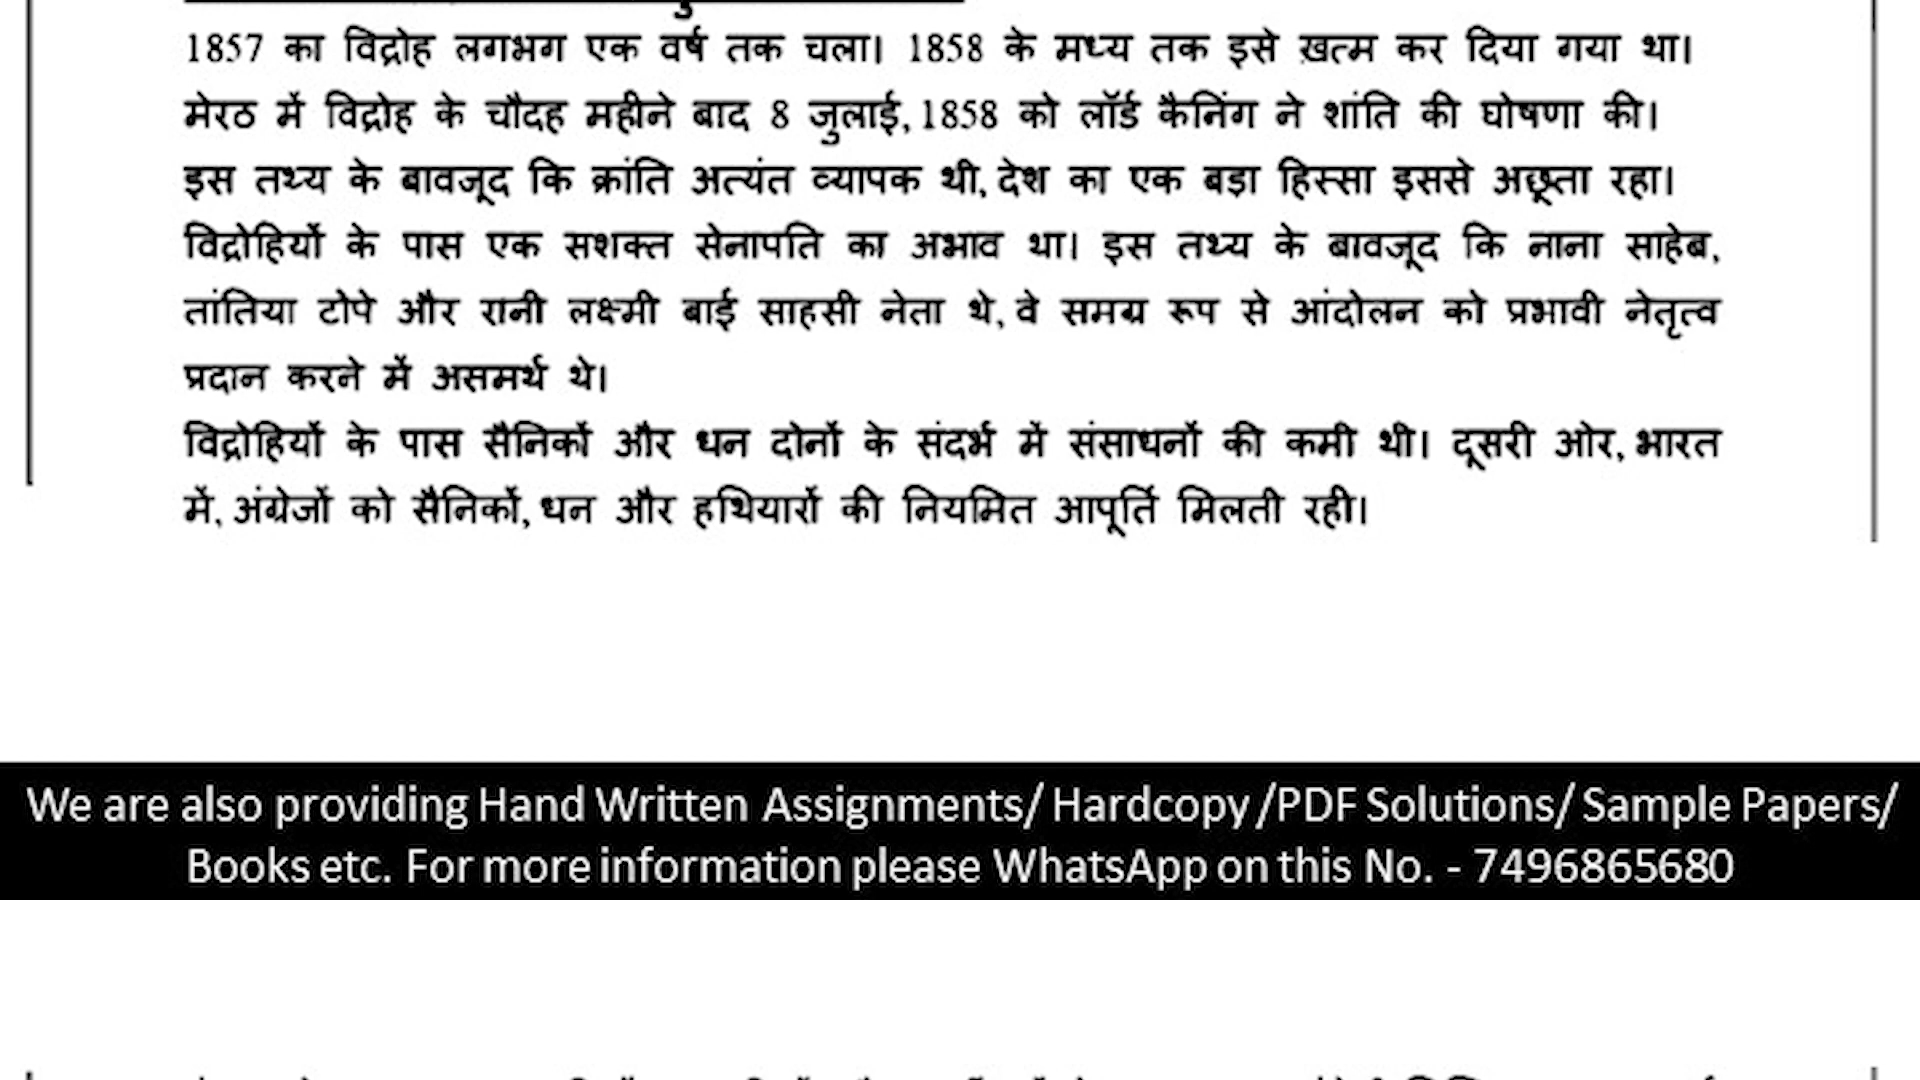 1857 का विद्रोह लगभग एक वर्ष तक चला। 1858 के मध्य तक इसे ख़त्म कर दिया गया था।
मेरठ में विद्रोह के चौदह महीने बाद 8 जुलाई, 1858 को लॉर्ड कैनिंग ने शांति की घोषणा की।
इस तथ्य के बावजूद कि क्रांति अत्यंत व्यापक थी, देश का एक बड़ा हिस्सा इससे अछूता रहा।
विद्रोहियों के पास एक सशक्त सेनापति का अभाव था। इस तथ्य के बावजूद कि नाना साहेब,
तांतिया टोपे और रानी लक्ष्मी बाई साहसी नेता थे, वे समग्र रूप से आंदोलन को प्रभावी नेतृत्व
प्रदान करने में असमर्थ थे।
विद्रोहियों के पास सैनिकों और धन दोनों के संदर्भ में संसाधनों की कमी थी। दूसरी ओर, भारत
में, अंग्रेजों को सैनिकों, धन और हथियारों की नियमित आपूर्ति मिलती रही।
We are also providing Hand Written Assignments/ Hardcopy /PDF Solutions/ Sample Papers/
Books etc. For more information please WhatsApp on this No. - 7496865680